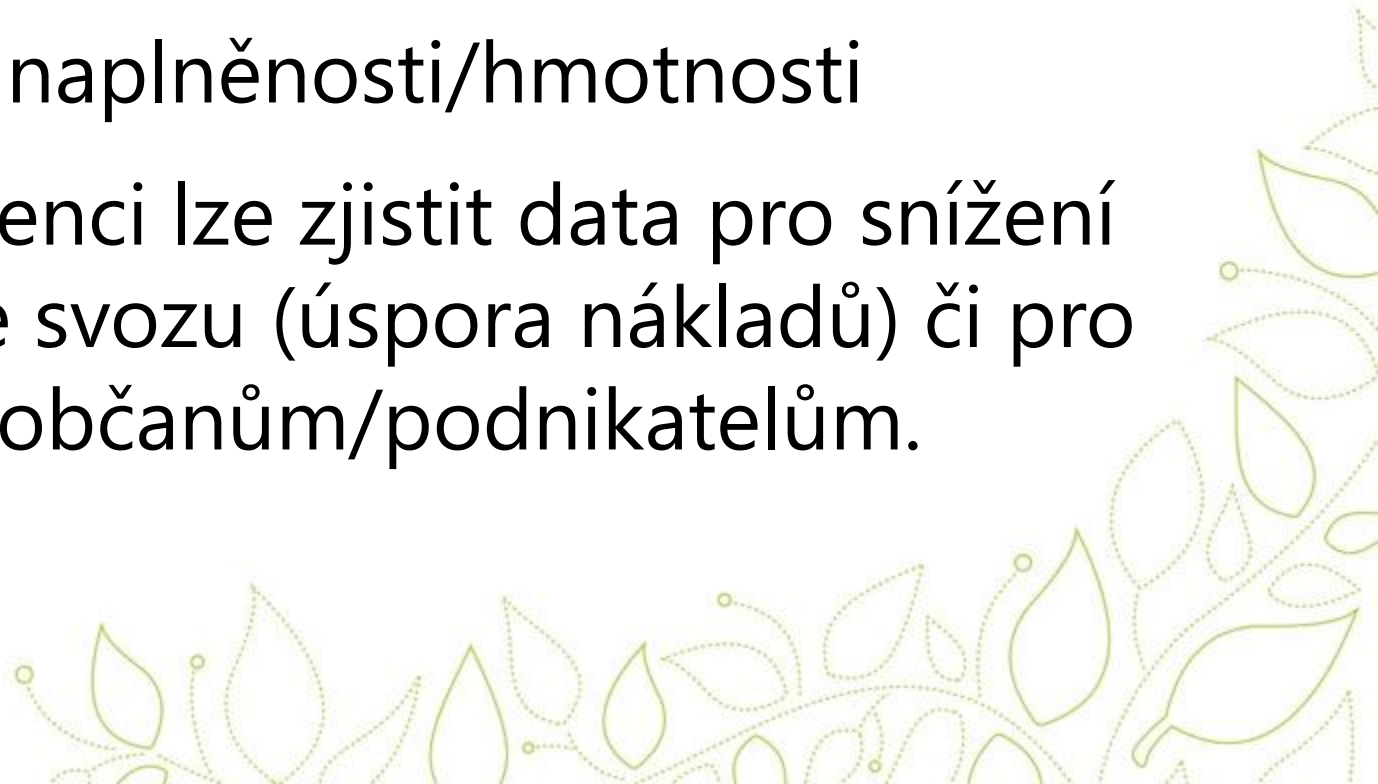 naplněnosti/hmotnosti
enci lze zjistit data pro snížení
svozu (úspora nákladů) či pro
občanům/podnikatelům.